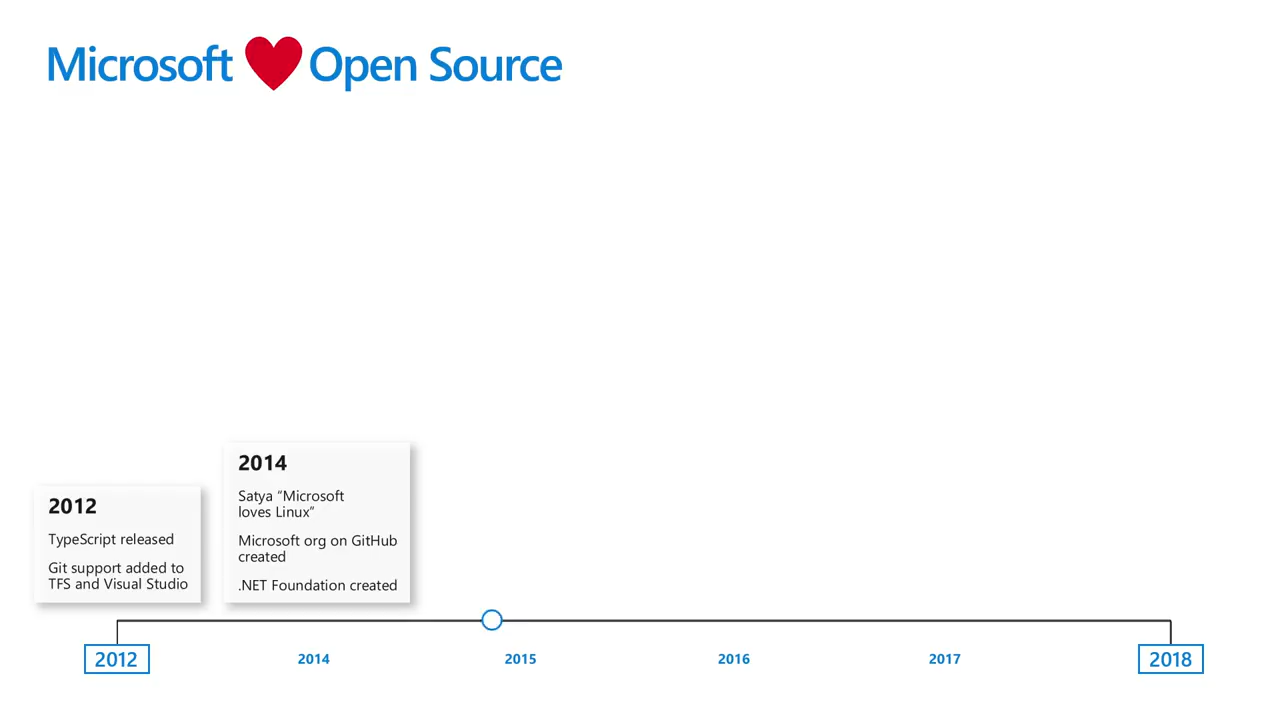 Microsoft Open Source
2012
TypeScript released
Git support added to
TFS and Visual Studio
2014
Satya “Microsoft
loves Linux”
Microsoft org on GitHub
created
.NET Foundation created
2012
2014
2015
2016
2017
2018